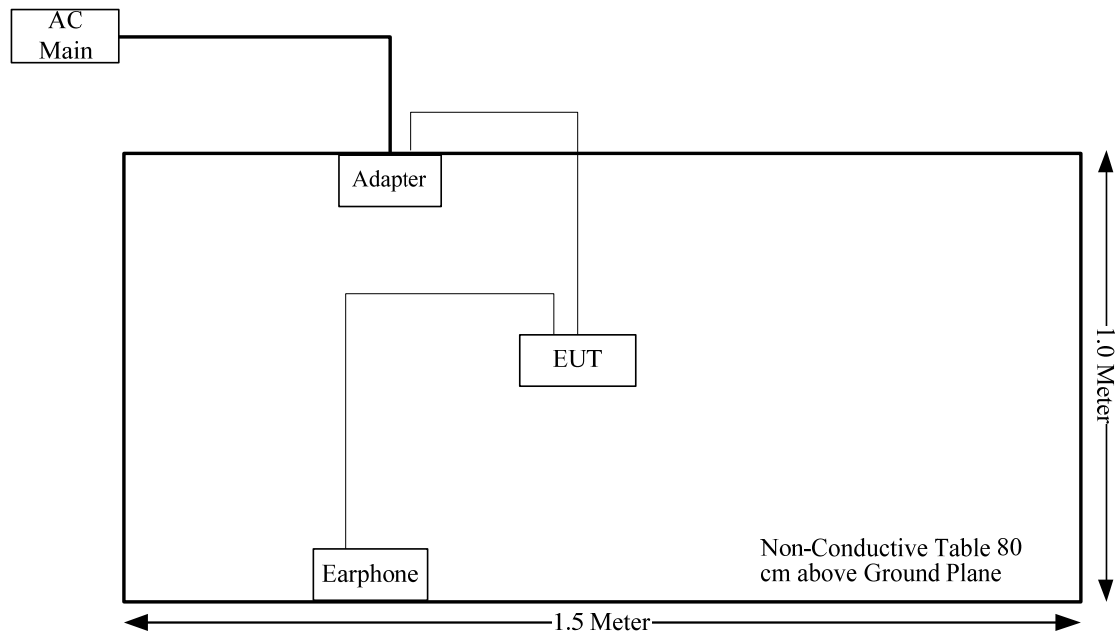 AC
Main
Adapter
EUT
1.0 Meter
Earphone
Non-Conductive Table 80
cm above Ground Plane
1.5 Meter